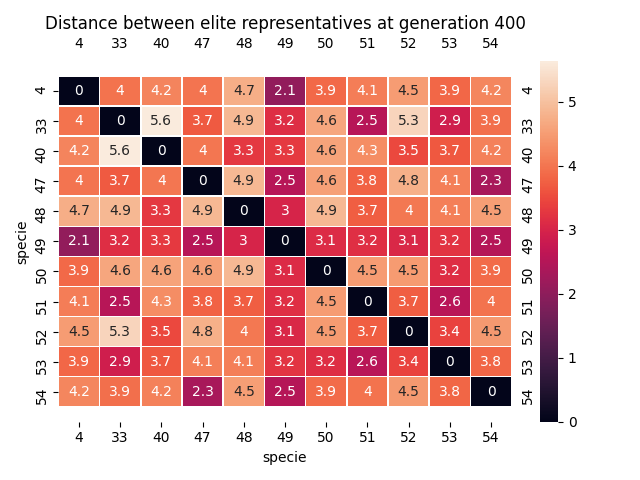 Distance between elite representatives at generation 400
4 33 40 47 48 49 50 51 52 53 54
4 0 4 4.2 4 4.7 2.1 3.9 4.1 4.5 3.9 4.2 4
33 4 0 5.6 3.7 4.9 3.2 4.6 2.5 5.3 2.9 3.9 33
40 4.2 5.6 0 4 3.3 3.3 4.6 4.3 3.5 3.7 4.2 40
47 4 3.7 4 0 4.9 2.5 4.6 3.8 4.8 4.1 2.3 47
48 4.7 4.9 3.3 4.9 0 3 4.9 3.7 4 4.1 4.5 48
49 2.1 3.2 3.3 2.5 3 0 3.1 3.2 3.1 3.2 2.5 49
50 3.9 4.6 4.6 4.6 4.9 3.1 0 4.5 4.5 3.2 3.9 50
51 4.1 2.5 4.3 3.8 3.7 3.2 4.5 0 3.7 2.6 4 51
52 4.5 5.3 3.5 4.8 4 3.1 4.5 3.7 0 3.4 4.5 52
53 3.9 2.9 3.7 4.1 4.1 3.2 3.2 2.6 3.4 0 3.8 53
54 4.2 3.9 4.2 2.3 4.5 2.5 3.9 4 4.5 3.8 0 54
4 33 40 47 48 49 50 51 52 53 54
specie
specie
5
4
3
2
1
0